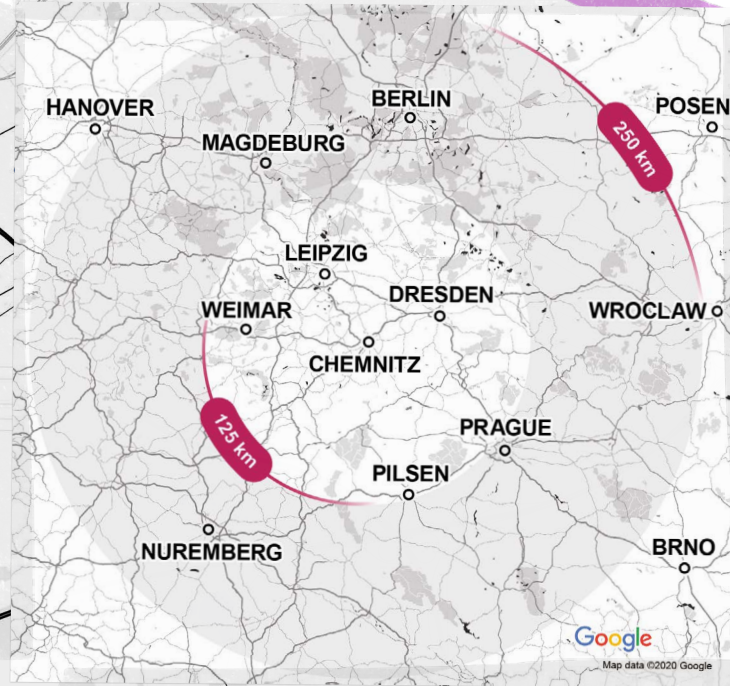 BERLIN
HANOVER
POSEN
MAGDEBURG
250 km
LEIPZIG
DRESDEN
WEIMAR
WROCLAW
CHEMNITZ
125 km
PRAGUE
PILSEN
NUREMBERG
BRNO
Google
Map data ©2020 Google